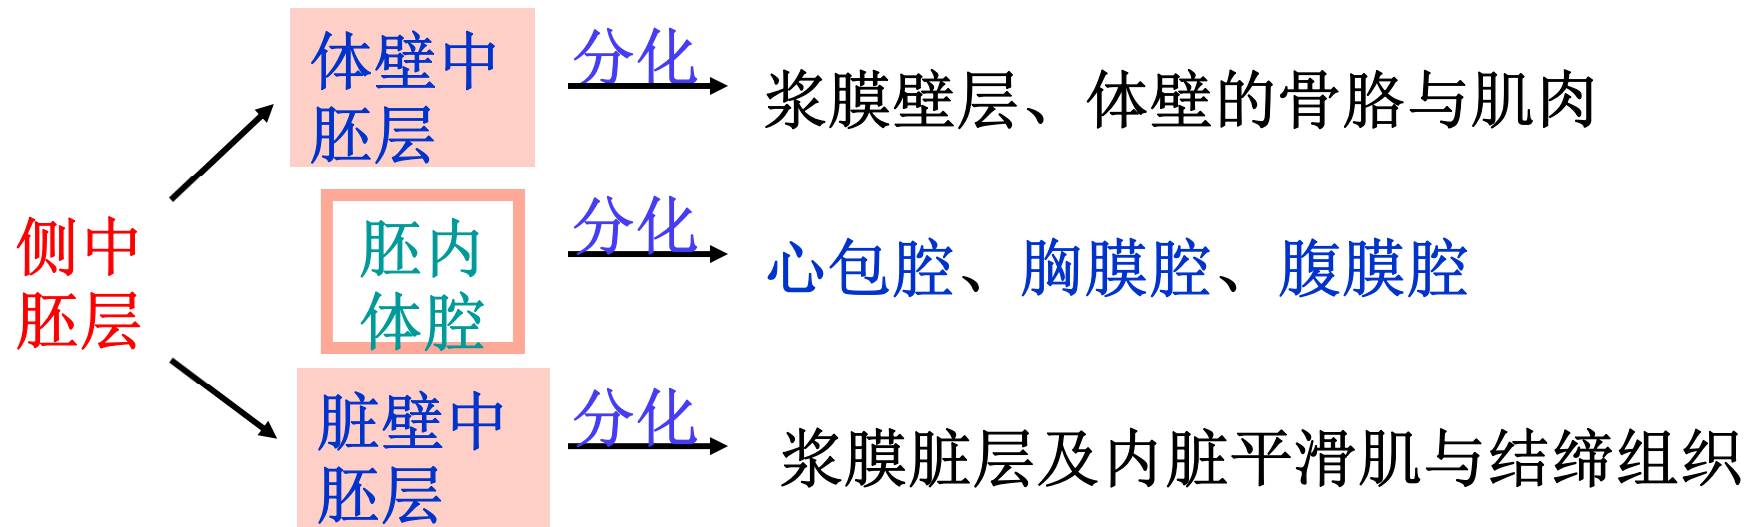 侧中
胚层
体壁中
胚层
分化
浆膜壁层、体壁的骨胳与肌肉
胚内
体腔
分化
心包腔、胸膜腔、腹膜腔
脏壁中
胚层
分化
浆膜脏层及内脏平滑肌与结缔组织